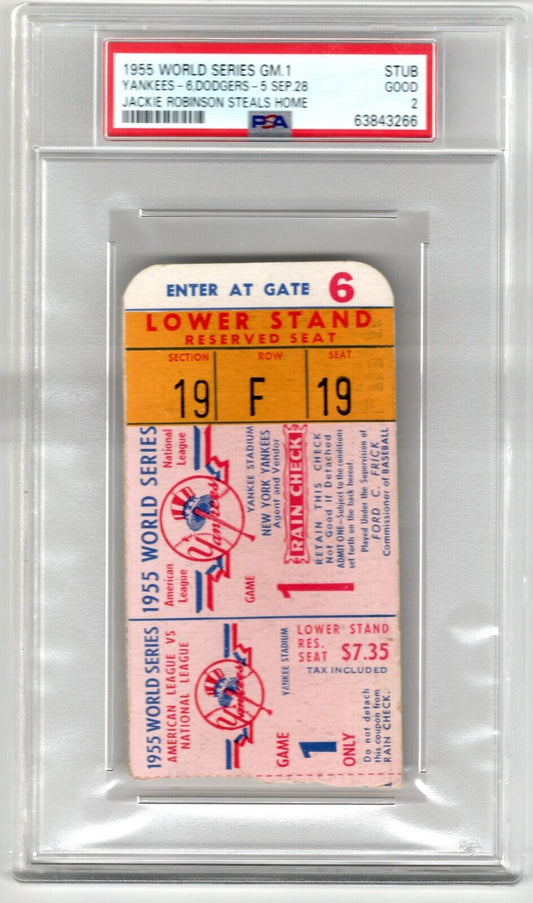 1955 WORLD SERIES GM.1 STUB
YANKEES-6,DODGERS-5 SEP.28 GOOD
JACKIE ROBINSON STEALS HOME 2
PSA 63843266
ENTER AT GATE 6
LOWER STAND
RESERVED SEAT
SECTION ROW SEAT
19 F 19
1955 WORLD SERIES
American League National League
Yankees
GAME 1
YANKEE STADIUM
NEW YORK YANKEES
Agent and Vendor
RAIN CHECK
RETAIN THIS CHECK
Not Good If Detached
ADMIT ONE—Subject to the conditions
set forth on the back hereof.
Played Under the Supervision of
FORD C. FRICK
Commissioner of BASEBALL
1955 WORLD SERIES
AMERICAN LEAGUE VS
NATIONAL LEAGUE
Yankees
GAME 1 ONLY
YANKEE STADIUM
LOWER STAND
RES.
SEAT $7.35
TAX INCLUDED
Do not detach
this coupon from
RAIN CHECK.
PSA